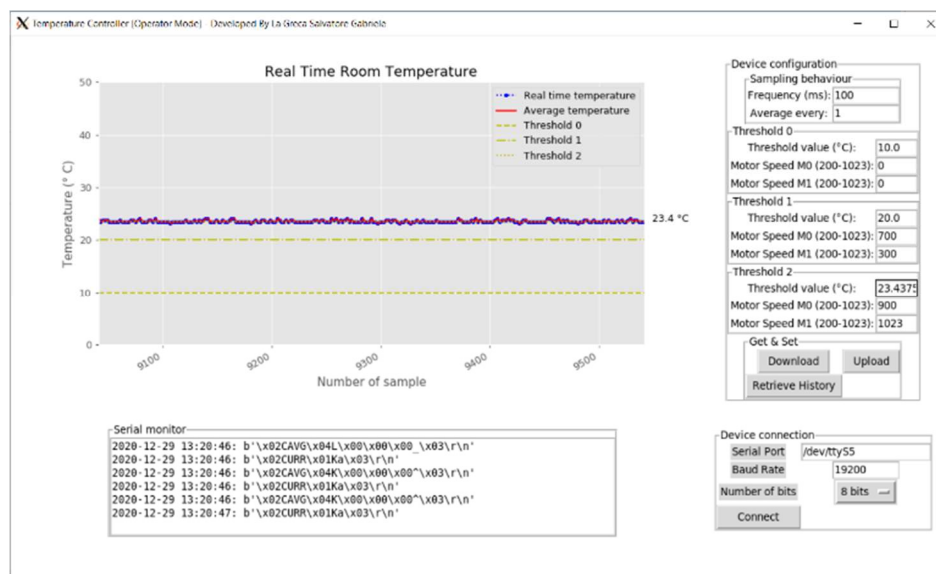 Temperature Controller (Operator Mode) - Developed By La Greca Salvatore Gabriele
Real Time Room Temperature
50
40
30
20
10
0
Temperature (° C)
Real time temperature
Average temperature
Threshold 0
Threshold 1
Threshold 2
23.4 °C
9100
9200
9300
9400
9500
Number of sample
Device configuration
Sampling behaviour
Frequency (ms): 100
Average every: 1
Threshold 0
Threshold value (°C): 10.0
Motor Speed M0 (200-1023): 0
Motor Speed M1 (200-1023): 0
Threshold 1
Threshold value (°C): 20.0
Motor Speed M0 (200-1023): 700
Motor Speed M1 (200-1023): 300
Threshold 2
Threshold value (°C): 23.4375
Motor Speed M0 (200-1023): 900
Motor Speed M1 (200-1023): 1023
Get & Set
Download Upload
Retrieve History
Serial monitor
2020-12-29 13:20:46: b'\x02CAVG\x04L\x00\x00\x00_\x03\r\n'
2020-12-29 13:20:46: b'\x02CURR\x01Ka\x03\r\n'
2020-12-29 13:20:46: b'\x02CAVG\x04K\x00\x00\x00^\x03\r\n'
2020-12-29 13:20:46: b'\x02CURR\x01Ka\x03\r\n'
2020-12-29 13:20:46: b'\x02CAVG\x04K\x00\x00\x00^\x03\r\n'
2020-12-29 13:20:47: b'\x02CURR\x01Ka\x03\r\n'
Device connection
Serial Port /dev/ttyS5
Baud Rate 19200
Number of bits 8 bits
Connect